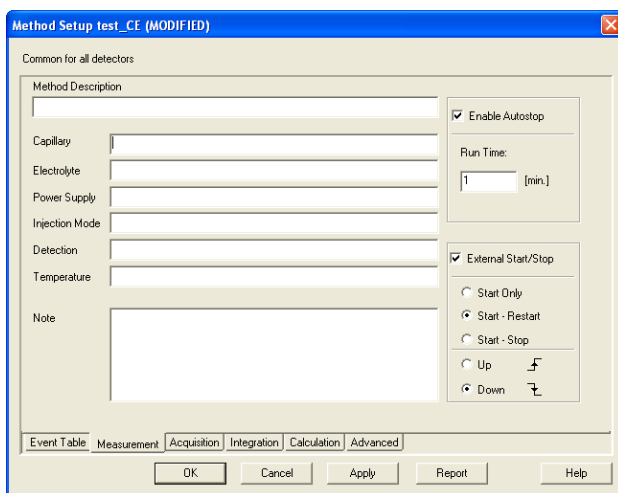 Method Setup test_CE (MODIFIED)
Common for all detectors
Method Description
Enable Autostop
Capillary
Run Time:
Electrolyte
1 [min.]
Power Supply
Injection Mode
Detection
External Start/Stop
Temperature
Start Only
Note
Start - Restart
Start - Stop
Up
Down
Event Table Measurement Acquisition Integration Calculation Advanced
OK Cancel Apply Report Help